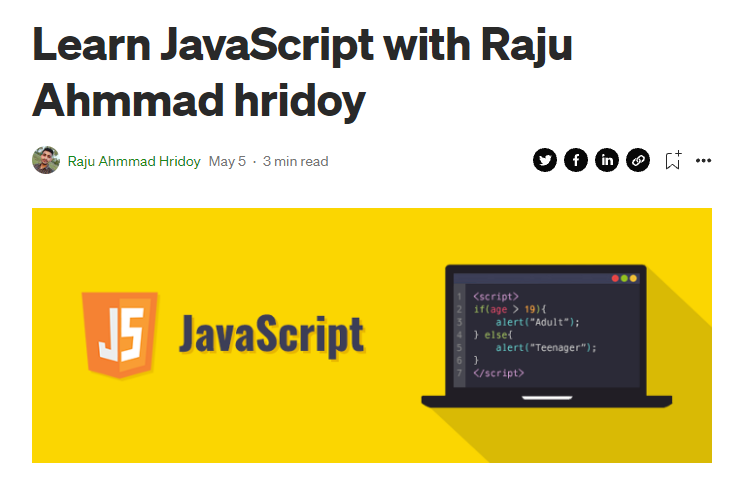 Learn JavaScript with Raju
Ahmmad hridoy
Raju Ahmmad Hridoy May 5 · 3 min read
JS JavaScript
1 <script>
2 if(age > 19){
3 alert("Adult");
4 } else{
5 alert("Teenager");
6 }
7 </script>